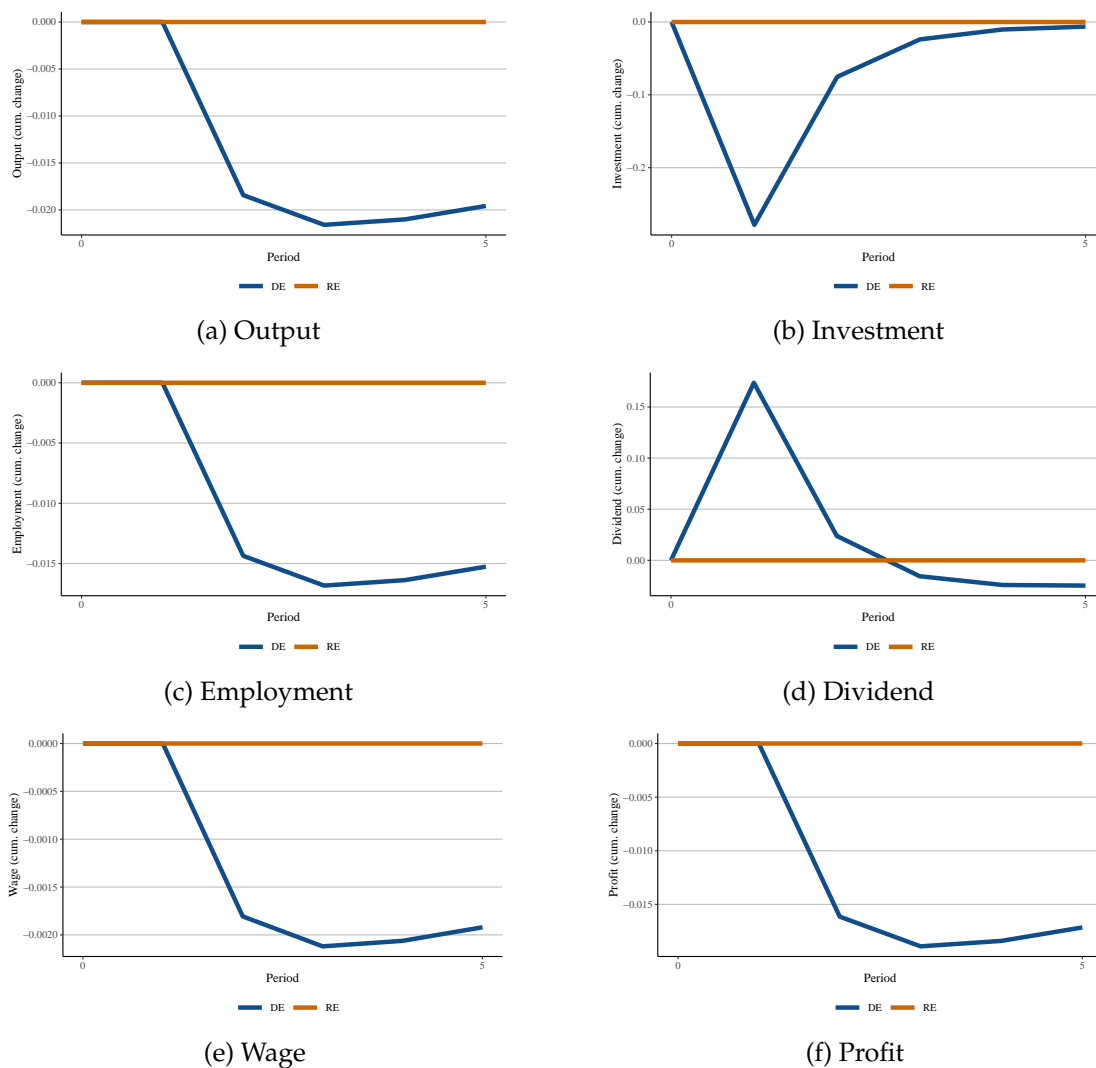 0.000
−0.005
−0.010
−0.015
−0.020
Output (cum. change)
0
5
Period
DE RE
(a) Output
0.0
−0.1
−0.2
Investment (cum. change)
0
5
Period
DE RE
(b) Investment
0.000
−0.005
−0.010
−0.015
Employment (cum. change)
0
5
Period
DE RE
(c) Employment
0.15
0.10
0.05
0.00
Dividend (cum. change)
0
5
Period
DE RE
(d) Dividend
0.0000
−0.0005
−0.0010
−0.0015
−0.0020
Wage (cum. change)
0
5
Period
DE RE
(e) Wage
0.000
−0.005
−0.010
−0.015
Profit (cum. change)
0
5
Period
DE RE
(f) Profit